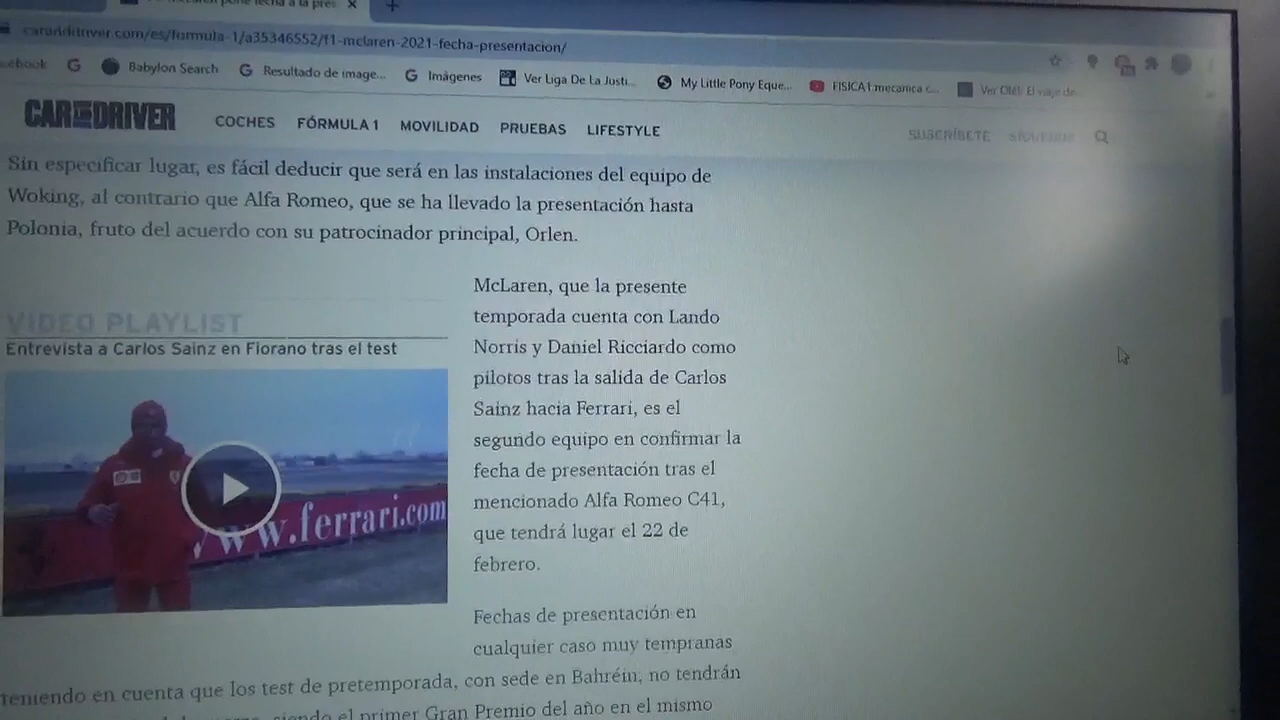 caranddriver.com/es/formula-1/a35346552/f1-mclaren-2021-fecha-presentacion/
Babylon Search
Resultado de image...
Imágenes
Ver Liga De La Justi...
My Little Pony Eque...
FISICA 1 mecanica c...
CAR AND DRIVER
COCHES
FÓRMULA 1
MOVILIDAD
PRUEBAS
LIFESTYLE
SUSCRÍBETE
Sin especificar lugar, es fácil deducir que será en las instalaciones del equipo de
Woking, al contrario que Alfa Romeo, que se ha llevado la presentación hasta
Polonia, fruto del acuerdo con su patrocinador principal, Orlen.
VIDEO PLAYLIST
Entrevista a Carlos Sainz en Fiorano tras el test
www.ferrari.com
McLaren, que la presente
temporada cuenta con Lando
Norris y Daniel Ricciardo como
pilotos tras la salida de Carlos
Sainz hacia Ferrari, es el
segundo equipo en confirmar la
fecha de presentación tras el
mencionado Alfa Romeo C41,
que tendrá lugar el 22 de
febrero.
Fechas de presentación en
cualquier caso muy tempranas
teniendo en cuenta que los test de pretemporada, con sede en Bahréin, no tendrán
siendo el primer Gran Premio del año en el mismo